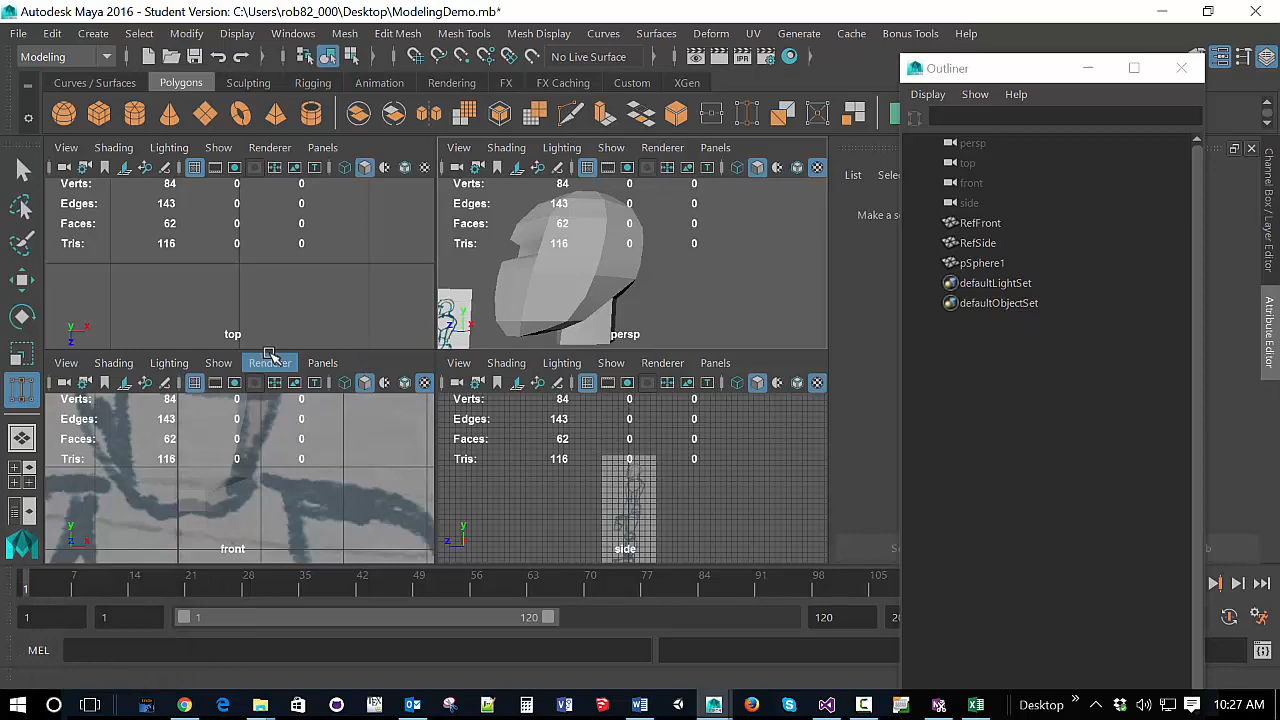 Autodesk Maya 2016 - Student Version: C:\Users\rob82_000\Desktop\ModelingDemo.mb*
File Edit Create Select Modify Display Windows Mesh Edit Mesh Mesh Tools Mesh Display Curves Surfaces Deform UV Generate Cache Bonus Tools Help
Modeling No Live Surface IPR
Curves / Surfaces Polygons Sculpting Rigging Animation Rendering FX FX Caching Custom XGen
Outliner
Display Show Help
persp
top
front
side
RefFront
RefSide
pSphere1
defaultLightSet
defaultObjectSet
View Shading Lighting Show Renderer Panels
Verts: 84 0 0
Edges: 143 0 0
Faces: 62 0 0
Tris: 116 0 0
y x
z
top
View Shading Lighting Show Renderer Panels
Verts: 84 0 0
Edges: 143 0 0
Faces: 62 0 0
Tris: 116 0 0
y
z x
persp
View Shading Lighting Show Renderer Panels
Verts: 84 0 0
Edges: 143 0 0
Faces: 62 0 0
Tris: 116 0 0
y
z x
front
View Shading Lighting Show Renderer Panels
Verts: 84 0 0
Edges: 143 0 0
Faces: 62 0 0
Tris: 116 0 0
y
z
side
List Sele
Make a s
Channel Box / Layer Editor
Attribute Editor
1 7 14 21 28 35 42 49 56 63 70 77 84 91 98 105
1 1 1 120 120 20
MEL
Desktop 10:27 AM